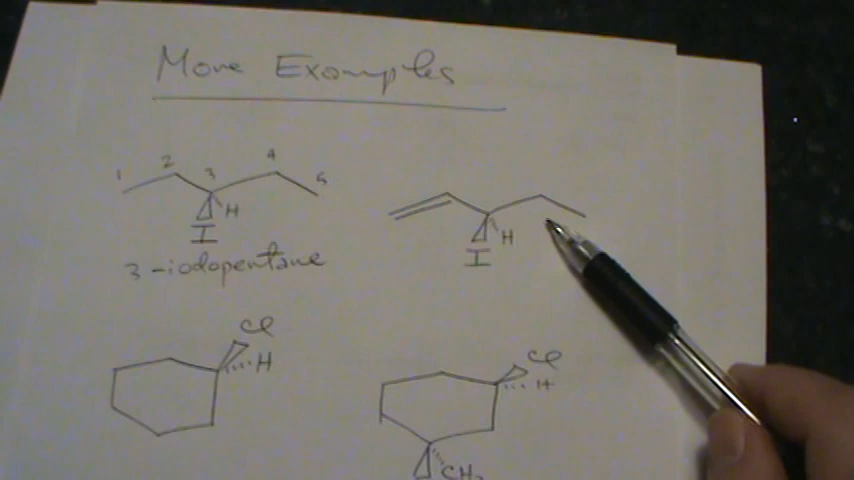 More Examples
1 2 3 4 5
H
I
3-iodopentane
H
I
Cl
H
Cl
H
CH3